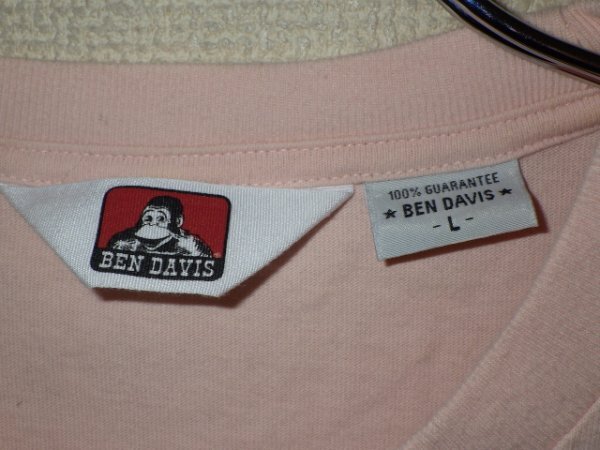 BEN DAVIS
100% GUARANTEE
★ BEN DAVIS ★
- L -